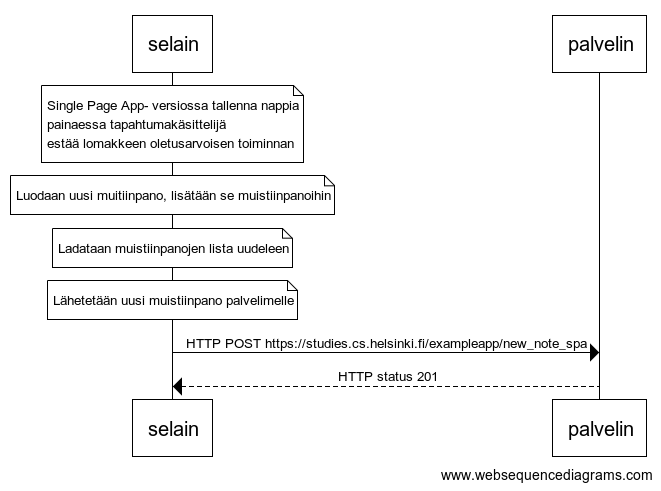 selain
palvelin
Single Page App- versiossa tallenna nappia
painaessa tapahtumakäsittelijä
estää lomakkeen oletusarvoisen toiminnan
Luodaan uusi muitiinpano, lisätään se muistiinpanoihin
Ladataan muistiinpanojen lista uudeleen
Lähetetään uusi muistiinpano palvelimelle
HTTP POST https://studies.cs.helsinki.fi/exampleapp/new_note_spa
HTTP status 201
selain
palvelin
www.websequencediagrams.com